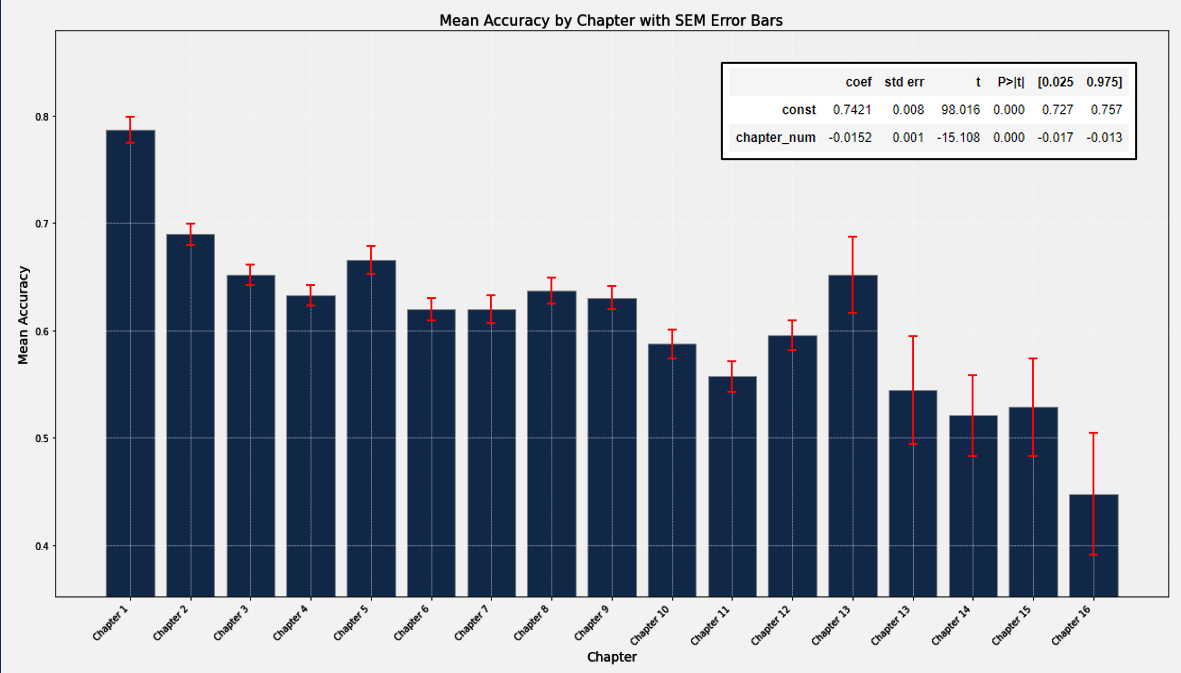 Mean Accuracy by Chapter with SEM Error Bars
coef std err t P>|t| [0.025 0.975]
const 0.7421 0.008 98.016 0.000 0.727 0.757
chapter_num -0.0152 0.001 -15.108 0.000 -0.017 -0.013
Mean Accuracy
0.8
0.7
0.6
0.5
0.4
Chapter 1
Chapter 2
Chapter 3
Chapter 4
Chapter 5
Chapter 6
Chapter 7
Chapter 8
Chapter 9
Chapter 10
Chapter 11
Chapter 12
Chapter 13
Chapter 13
Chapter 14
Chapter 15
Chapter 16
Chapter